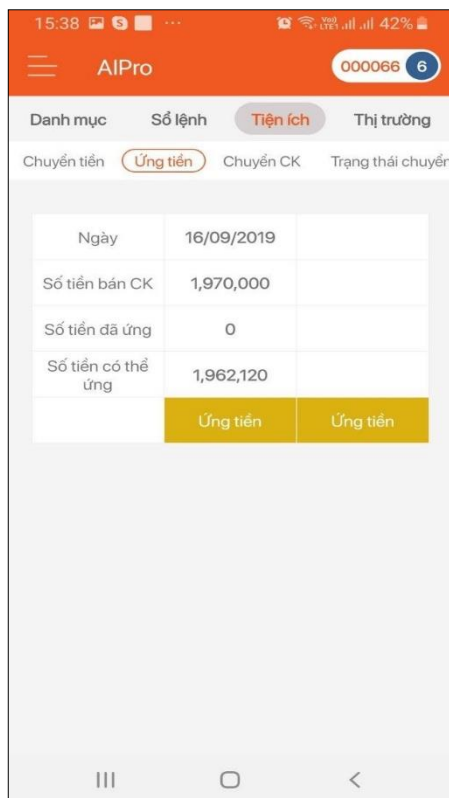 15:38 ... 42%
AIPro 000066 6
Danh mục Sổ lệnh Tiện ích Thị trường
Chuyển tiền Ứng tiền Chuyển CK Trạng thái chuyển
Ngày 16/09/2019
Số tiền bán CK 1,970,000
Số tiền đã ứng 0
Số tiền có thể
ứng 1,962,120
Ứng tiền Ứng tiền